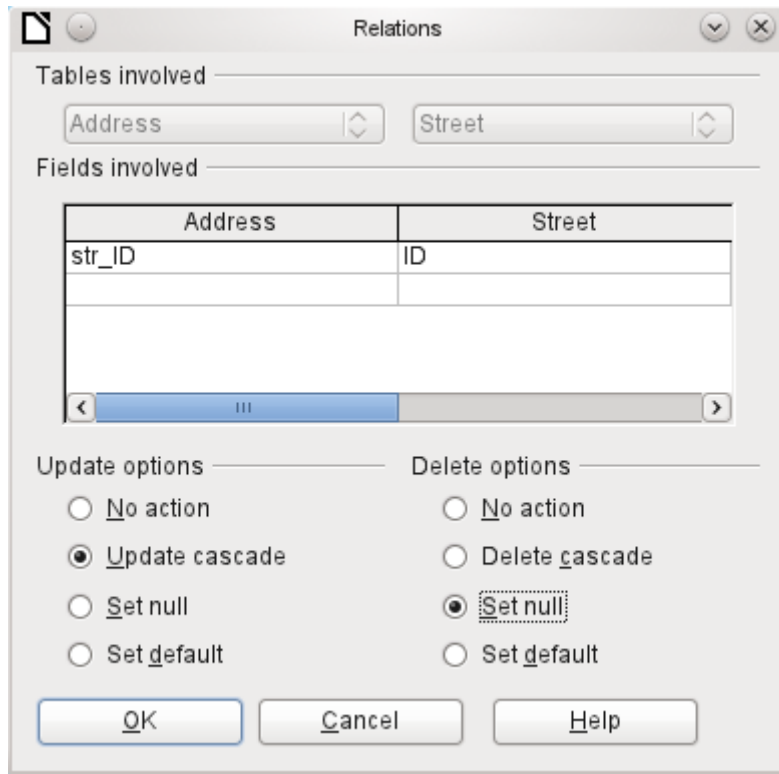 Relations
Tables involved
Address Street
Fields involved
Address Street
str_ID ID
Update options Delete options
No action No action
Update cascade Delete cascade
Set null Set null
Set default Set default
OK Cancel Help